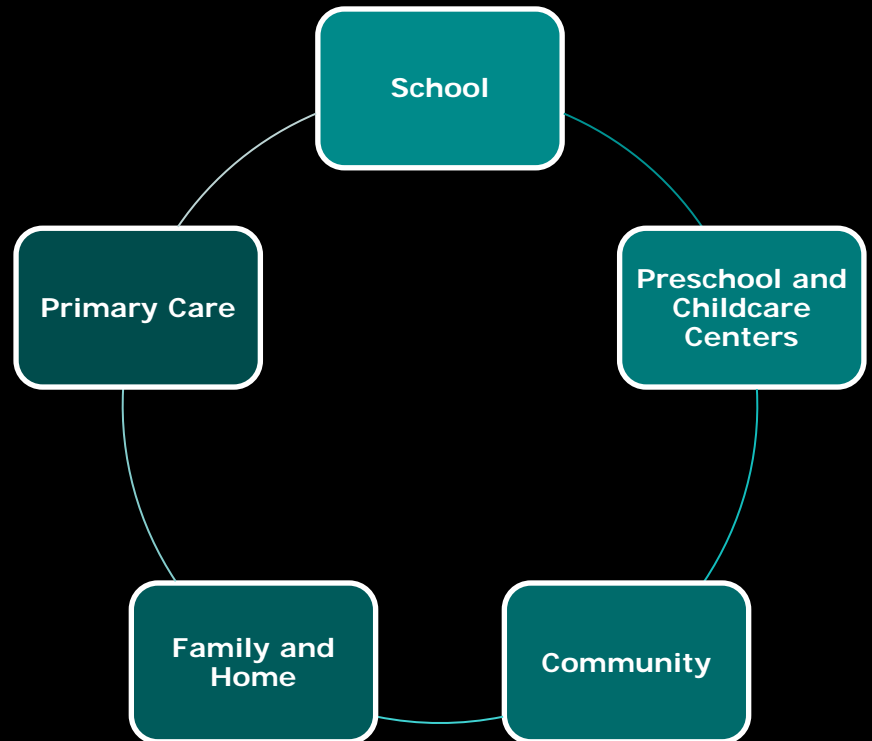 School
Preschool and
Childcare
Centers
Community
Family and
Home
Primary Care